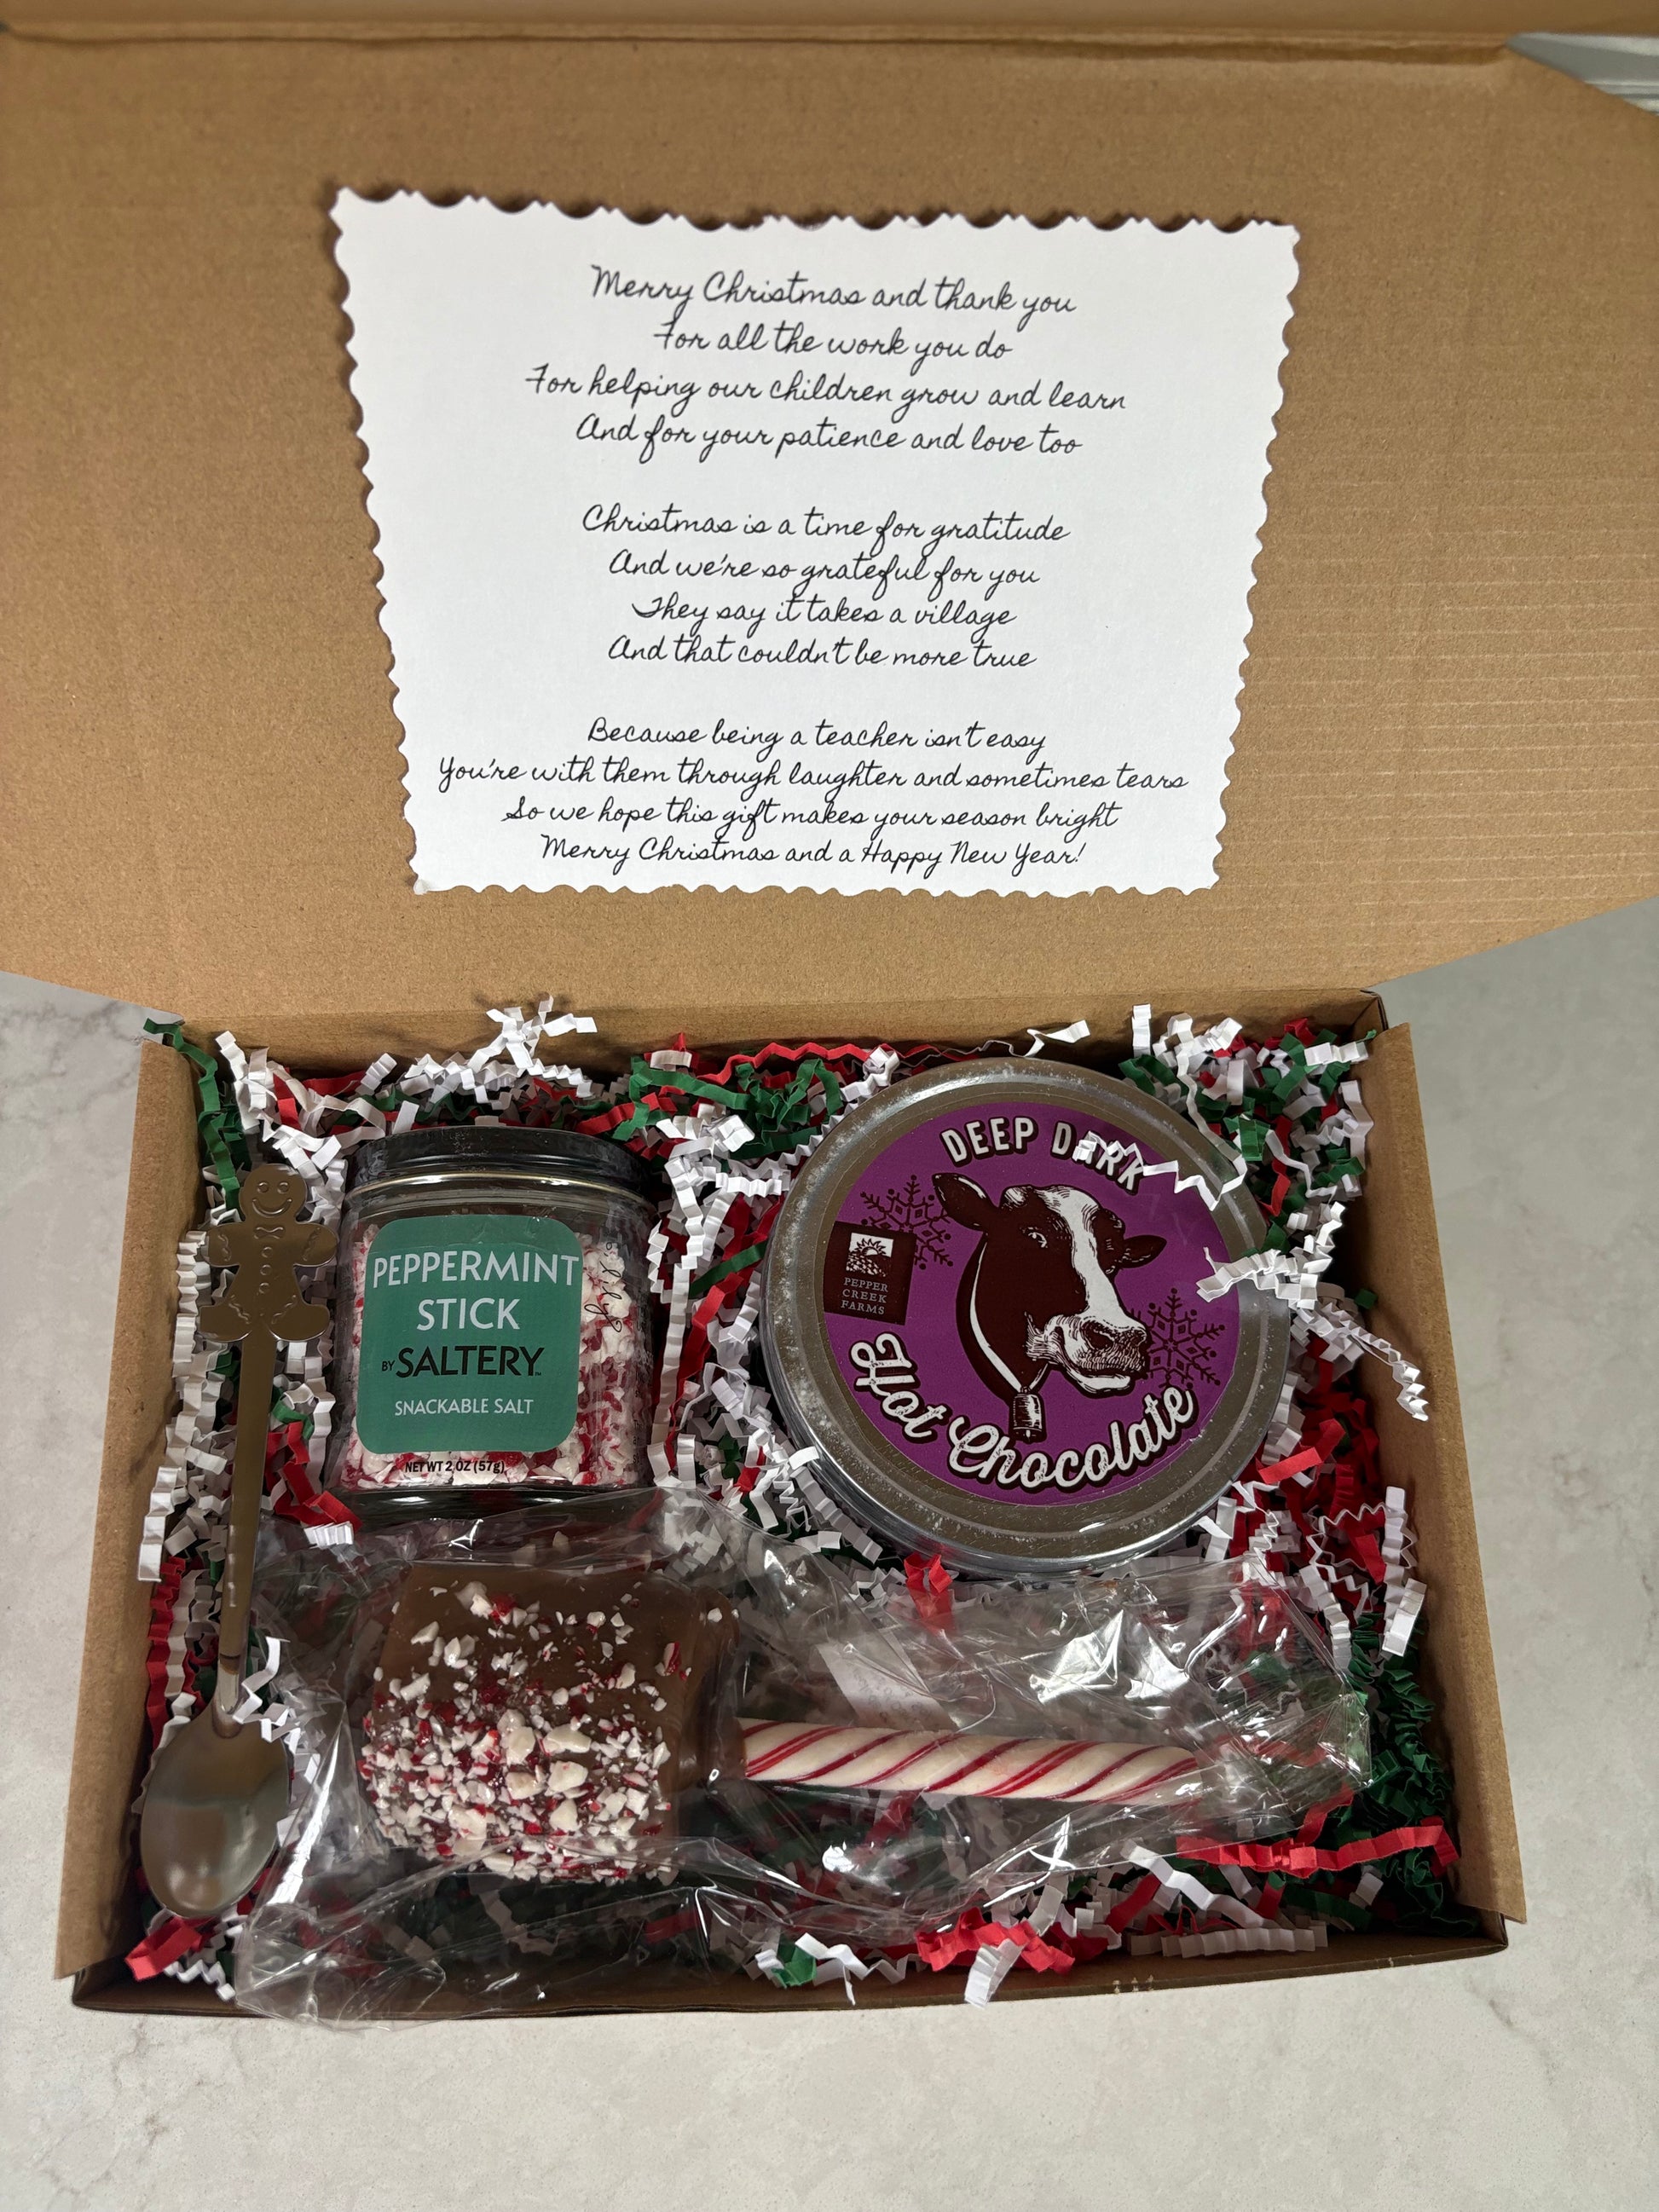 Merry Christmas and thank you
For all the work you do
For helping our children grow and learn
And for your patience and love too
Christmas is a time for gratitude
And we're so grateful for you
They say it takes a village
And that couldn't be more true
Because being a teacher isn't easy
You're with them through laughter and sometimes tears
So we hope this gift makes your season bright
Merry Christmas and a Happy New Year!
PEPPERMINT
STICK
BY SALTERY™
SNACKABLE SALT
NET WT 2 OZ (57g)
DEEP DARK
PEPPER
CREEK
FARMS
Hot Chocolate